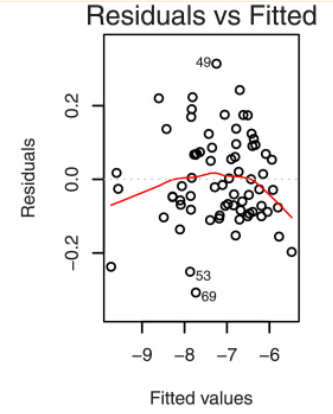 Residuals vs Fitted
49
0.2
0.0
−0.2
Residuals
53
69
−9 −8 −7 −6
Fitted values